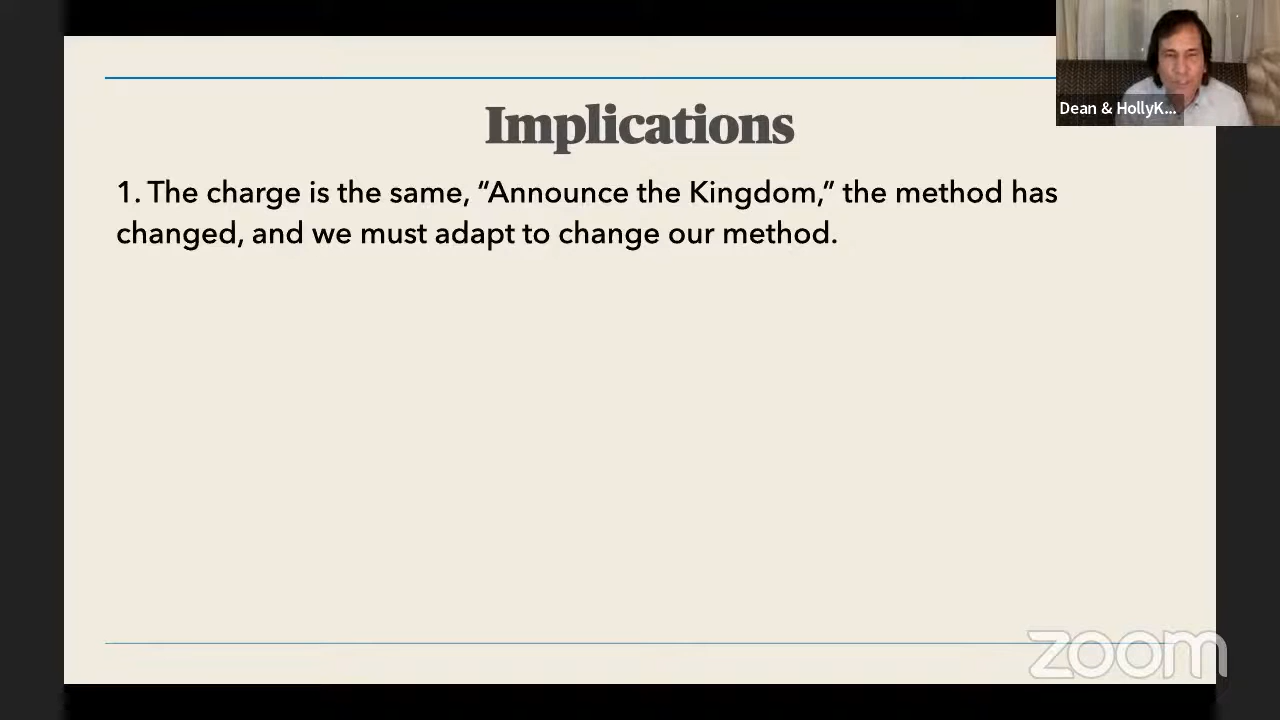 Implications
1. The charge is the same, “Announce the Kingdom,” the method has
changed, and we must adapt to change our method.
Dean & HollyK...
zoom